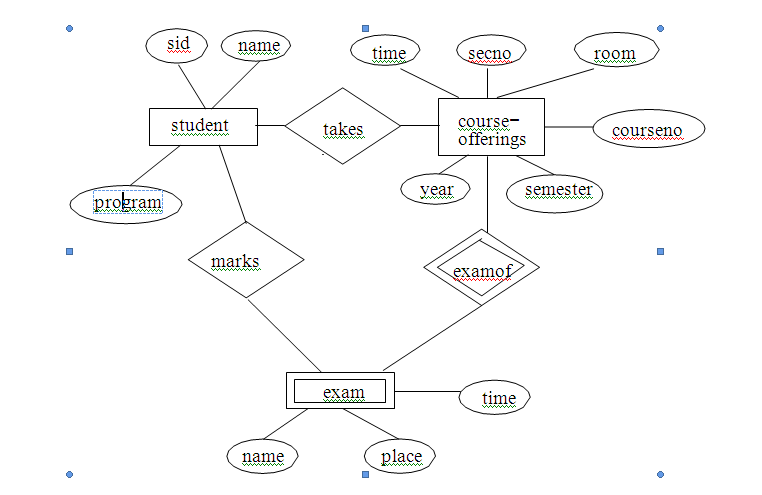 sid
name
time
secno
room
student
takes
course-
offerings
courseno
program
year
semester
marks
examof
exam
time
name
place